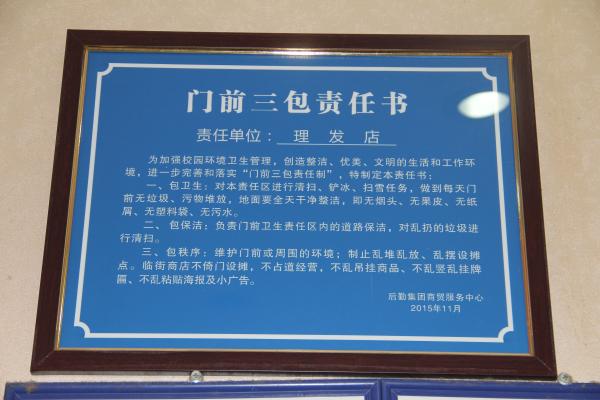 门前三包责任书
责任单位：理发店
为加强校园环境卫生管理，创造整洁、优美、文明的生活和工作环
境，进一步完善和落实“门前三包责任制”，特制定本责任书：
一、包卫生：对本责任区进行清扫、铲冰、扫雪任务，做到每天门
前无垃圾、污物堆放，地面要全天干净整洁，即无烟头、无果皮、无纸
屑、无塑料袋、无污水。
二、包保洁：负责门前卫生责任区内的道路保洁，对乱扔的垃圾进
行清扫。
三、包秩序：维护门前或周围的环境；制止乱堆乱放、乱摆设摊
点。临街商店不倚门设摊，不占道经营，不乱吊挂商品、不乱竖乱挂牌
匾、不乱粘贴海报及小广告。
后勤集团商贸服务中心
2015年11月